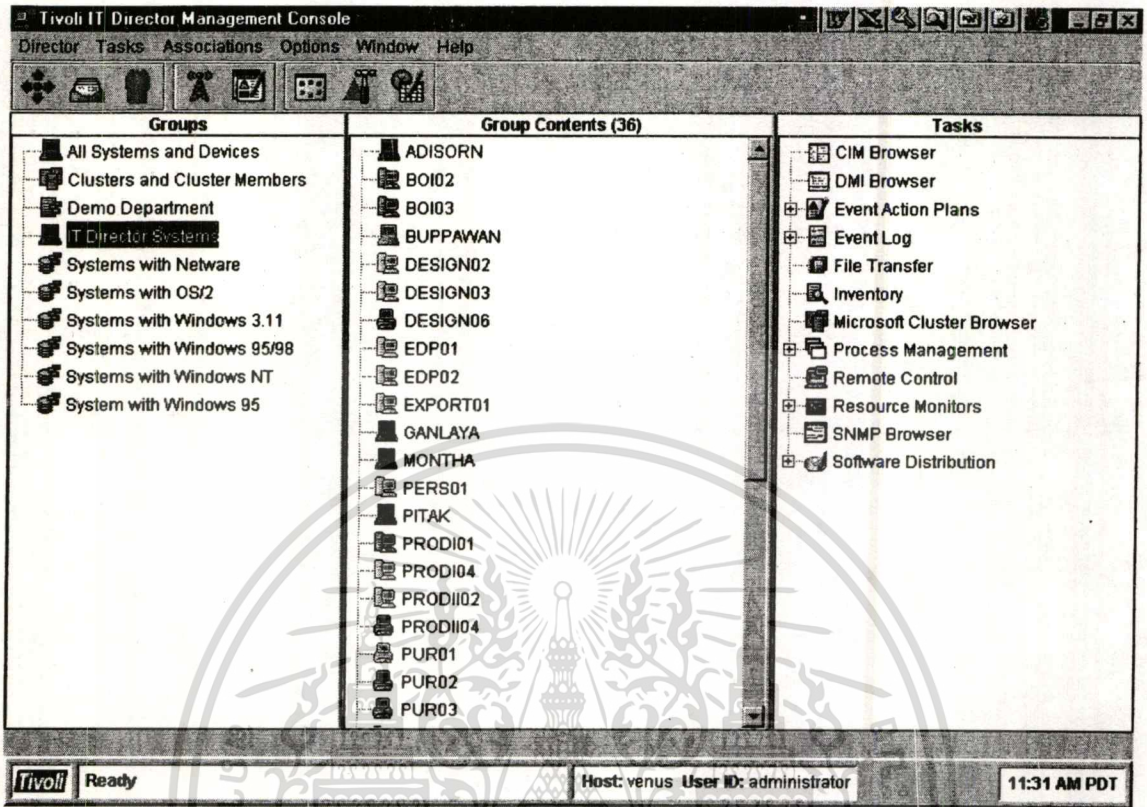 Tivoli IT Director Management Console
Director Tasks Associations Options Window Help
Groups
All Systems and Devices
Clusters and Cluster Members
Demo Department
IT Director Systems
Systems with Netware
Systems with OS/2
Systems with Windows 3.11
Systems with Windows 95/98
Systems with Windows NT
System with Windows 95
Group Contents (36)
ADISORN
BOI02
BOI03
BUPPAWAN
DESIGN02
DESIGN03
DESIGN06
EDP01
EDP02
EXPORT01
GANLAYA
MONTHA
PERS01
PITAK
PRODI01
PRODI04
PRODII02
PRODII04
PUR01
PUR02
PUR03
Tasks
CIM Browser
DMI Browser
Event Action Plans
Event Log
File Transfer
Inventory
Microsoft Cluster Browser
Process Management
Remote Control
Resource Monitors
SNMP Browser
Software Distribution
Tivoli Ready
Host: venus User ID: administrator
11:31 AM PDT